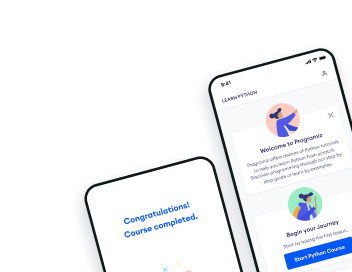 9:41
LEARN PYTHON
Welcome to Programiz
Programiz offers dozens of Python tutorials
to help you learn Python from scratch.
Discover programming through our step by
step guide or learn by examples.
Begin your Journey
Start by taking the first lesson.
Start Python Course
Congratulations!
Course completed.